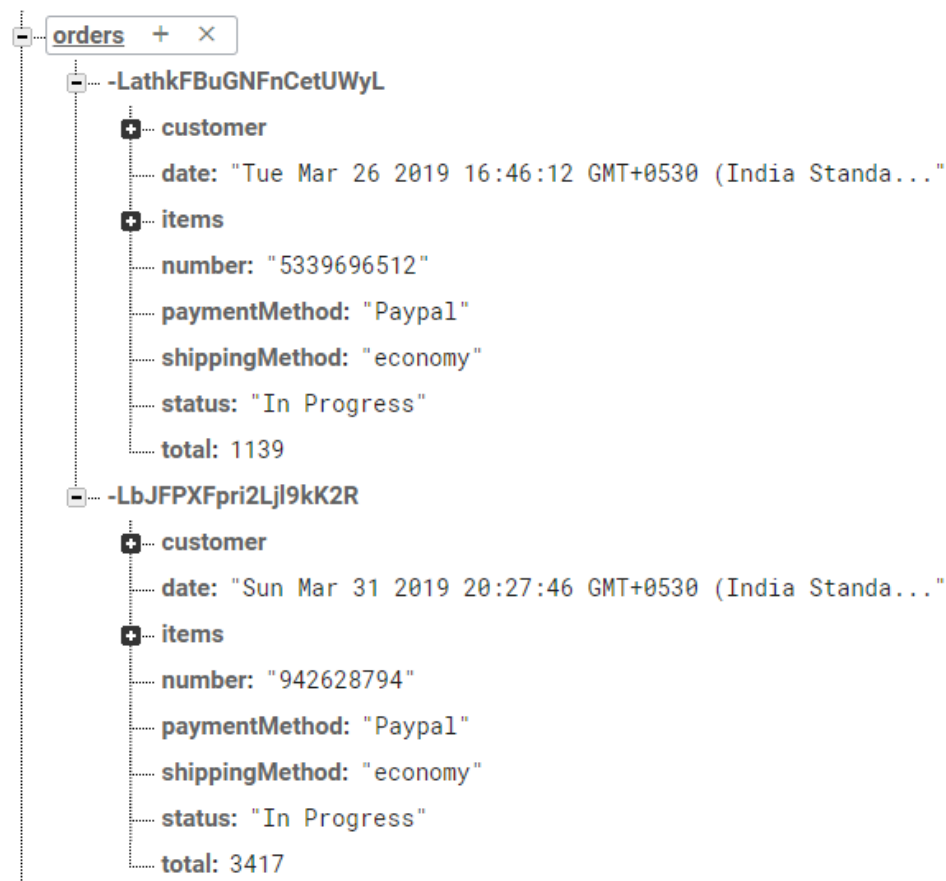 orders + ×
-LathkFBuGNFnCetUWyL
customer
date: "Tue Mar 26 2019 16:46:12 GMT+0530 (India Standa..."
items
number: "5339696512"
paymentMethod: "Paypal"
shippingMethod: "economy"
status: "In Progress"
total: 1139
-LbJFPXFpri2Ljl9kK2R
customer
date: "Sun Mar 31 2019 20:27:46 GMT+0530 (India Standa..."
items
number: "942628794"
paymentMethod: "Paypal"
shippingMethod: "economy"
status: "In Progress"
total: 3417